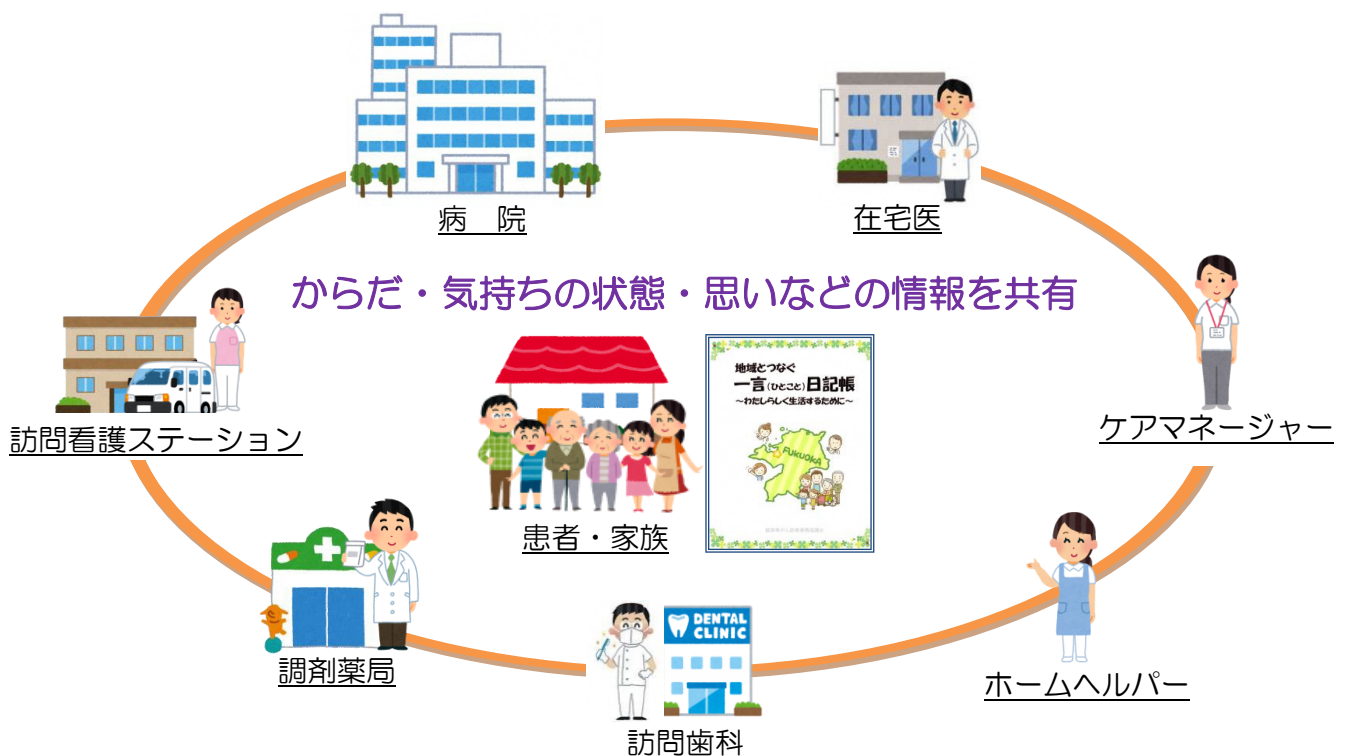 病　院
在宅医
からだ・気持ちの状態・思いなどの情報を共有
地域とつなぐ
一言(ひとこと)日記帳
～わたしらしく生活するために～
FUKUOKA
訪問看護ステーション
ケアマネージャー
患者・家族
DENTAL
CLINIC
調剤薬局
ホームヘルパー
訪問歯科